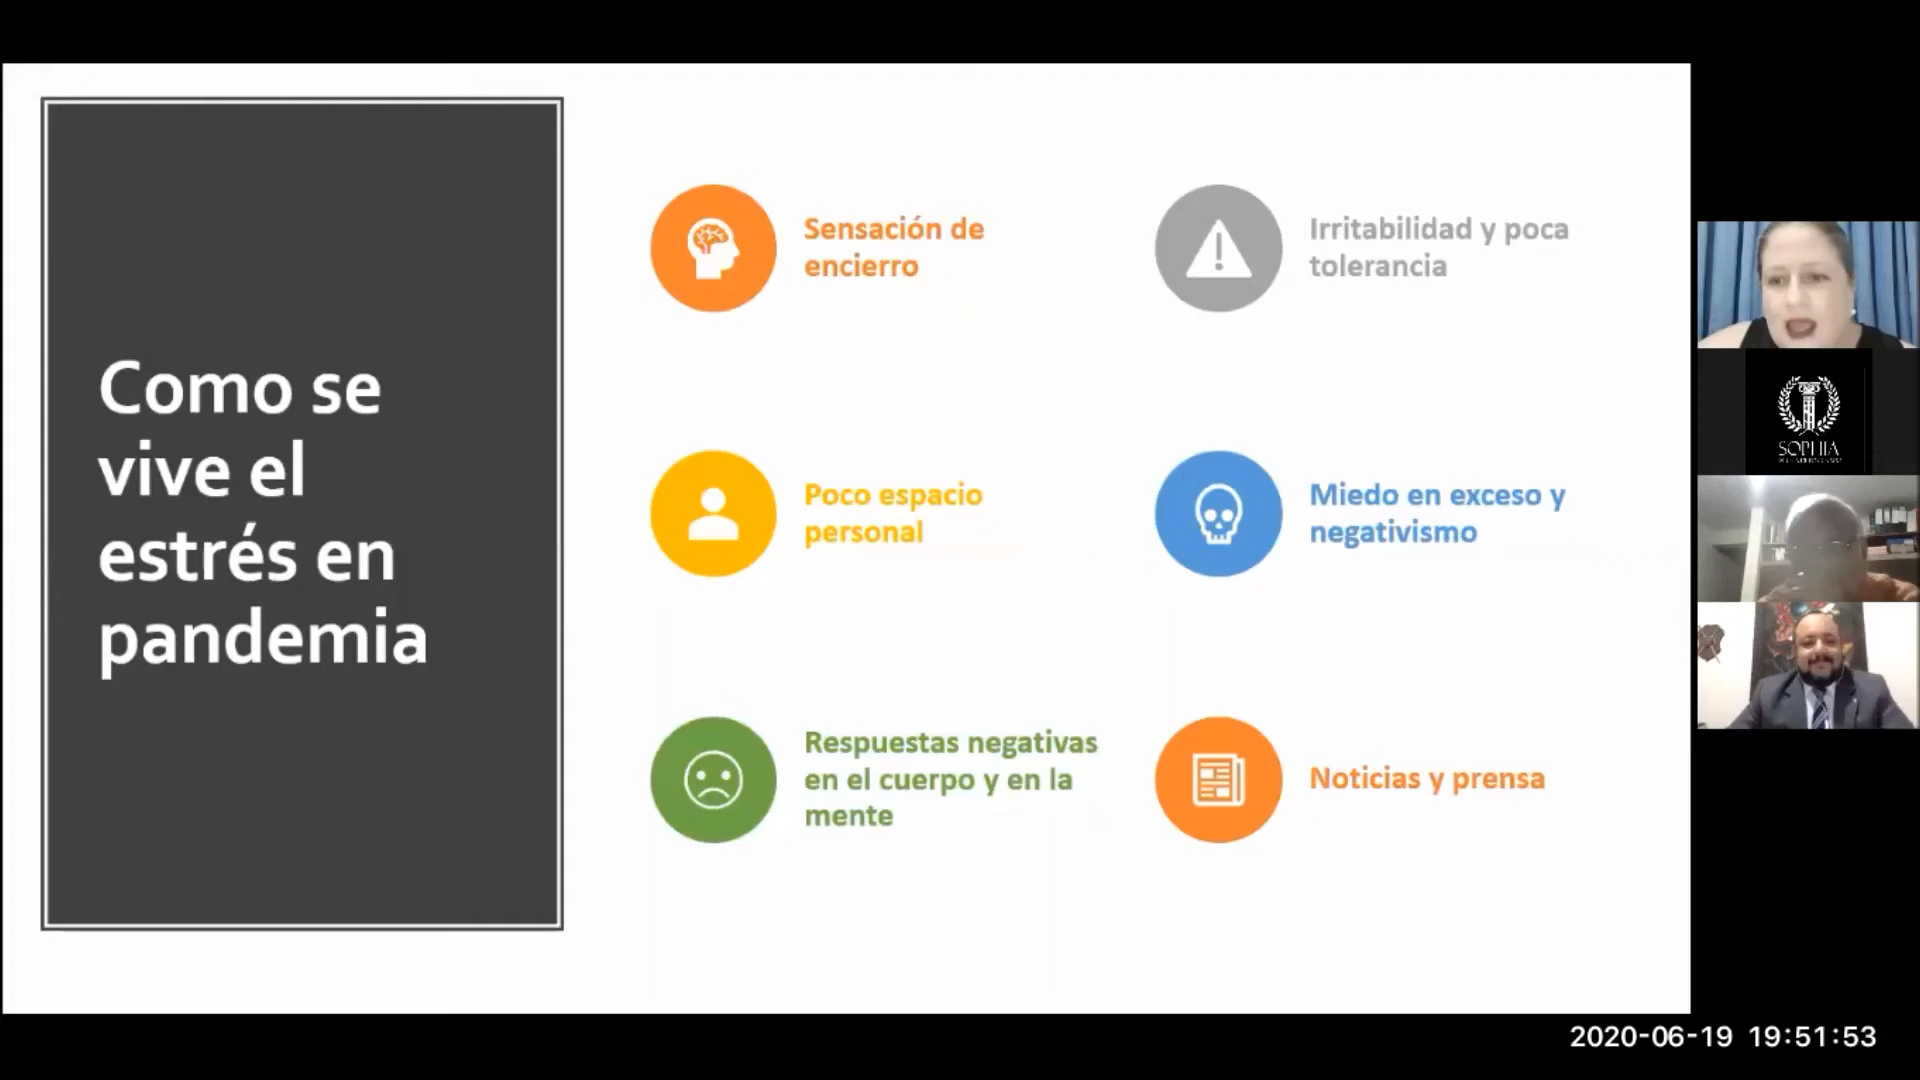 Como se
vive el
estrés en
pandemia
Sensación de
encierro
Irritabilidad y poca
tolerancia
Poco espacio
personal
Miedo en exceso y
negativismo
Respuestas negativas
en el cuerpo y en la
mente
Noticias y prensa
SOPHIA
2020-06-19 19:51:53